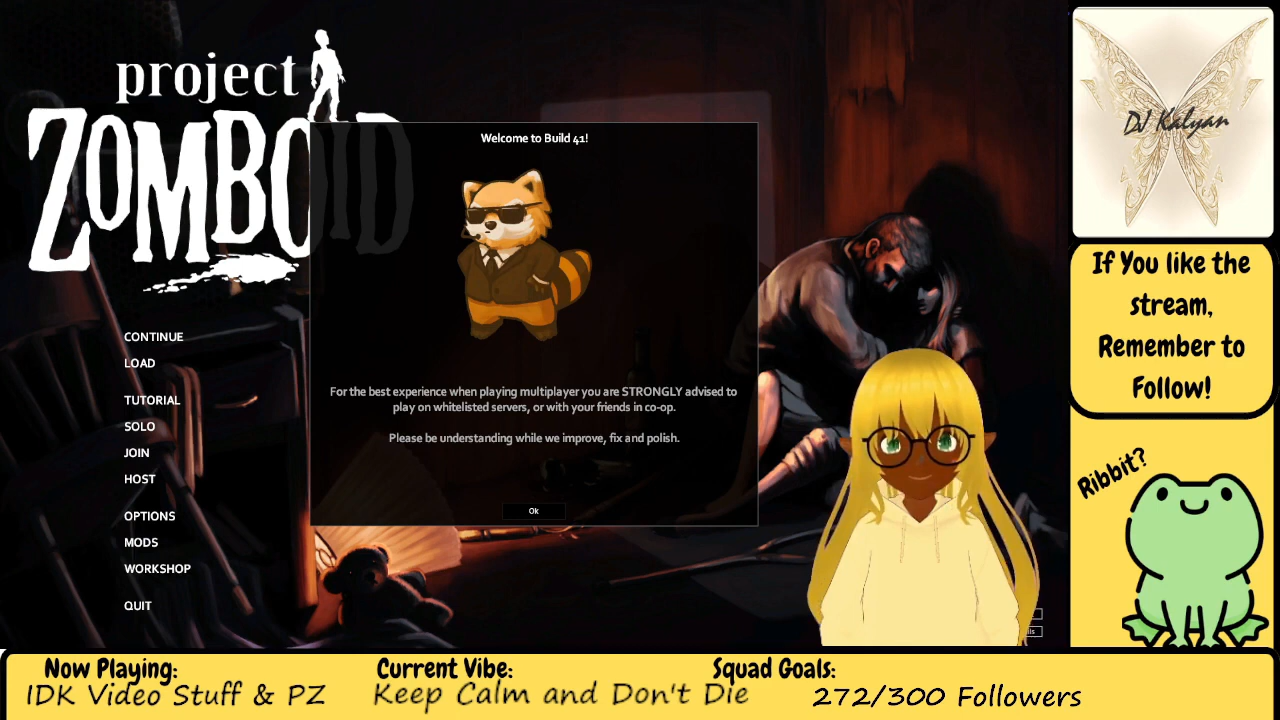 project
ZOMBOID
Welcome to Build 41!
For the best experience when playing multiplayer you are STRONGLY advised to
play on whitelisted servers, or with your friends in co-op.
Please be understanding while we improve, fix and polish.
Ok
CONTINUE
LOAD
TUTORIAL
SOLO
JOIN
HOST
OPTIONS
MODS
WORKSHOP
QUIT
DJ Kalyan
If You like the
stream,
Remember to
Follow!
Ribbit?
Now Playing:
IDK Video Stuff & PZ
Current Vibe:
Keep Calm and Don't Die
Squad Goals:
272/300 Followers